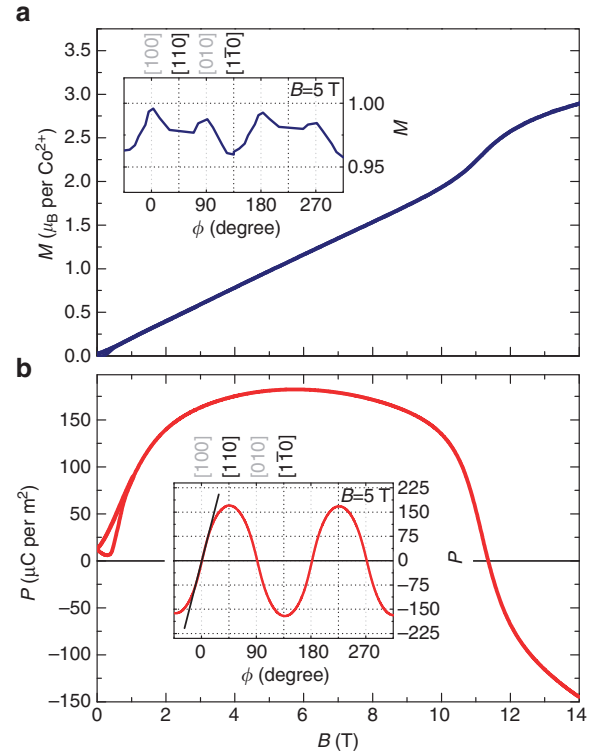 a
[100] [110] [010] [11̅0]
B=5 T
1.00
0.95
M
0 90 180 270
ϕ (degree)
3.5
3.0
2.5
2.0
1.5
1.0
0.5
0.0
M (μB per Co²⁺)
b
150
100
50
0
−50
−100
−150
P (μC per m²)
[100] [110] [010] [11̅0]
B=5 T
225
150
75
0
−75
−150
−225
P
0 90 180 270
ϕ (degree)
0 2 4 6 8 10 12 14
B (T)